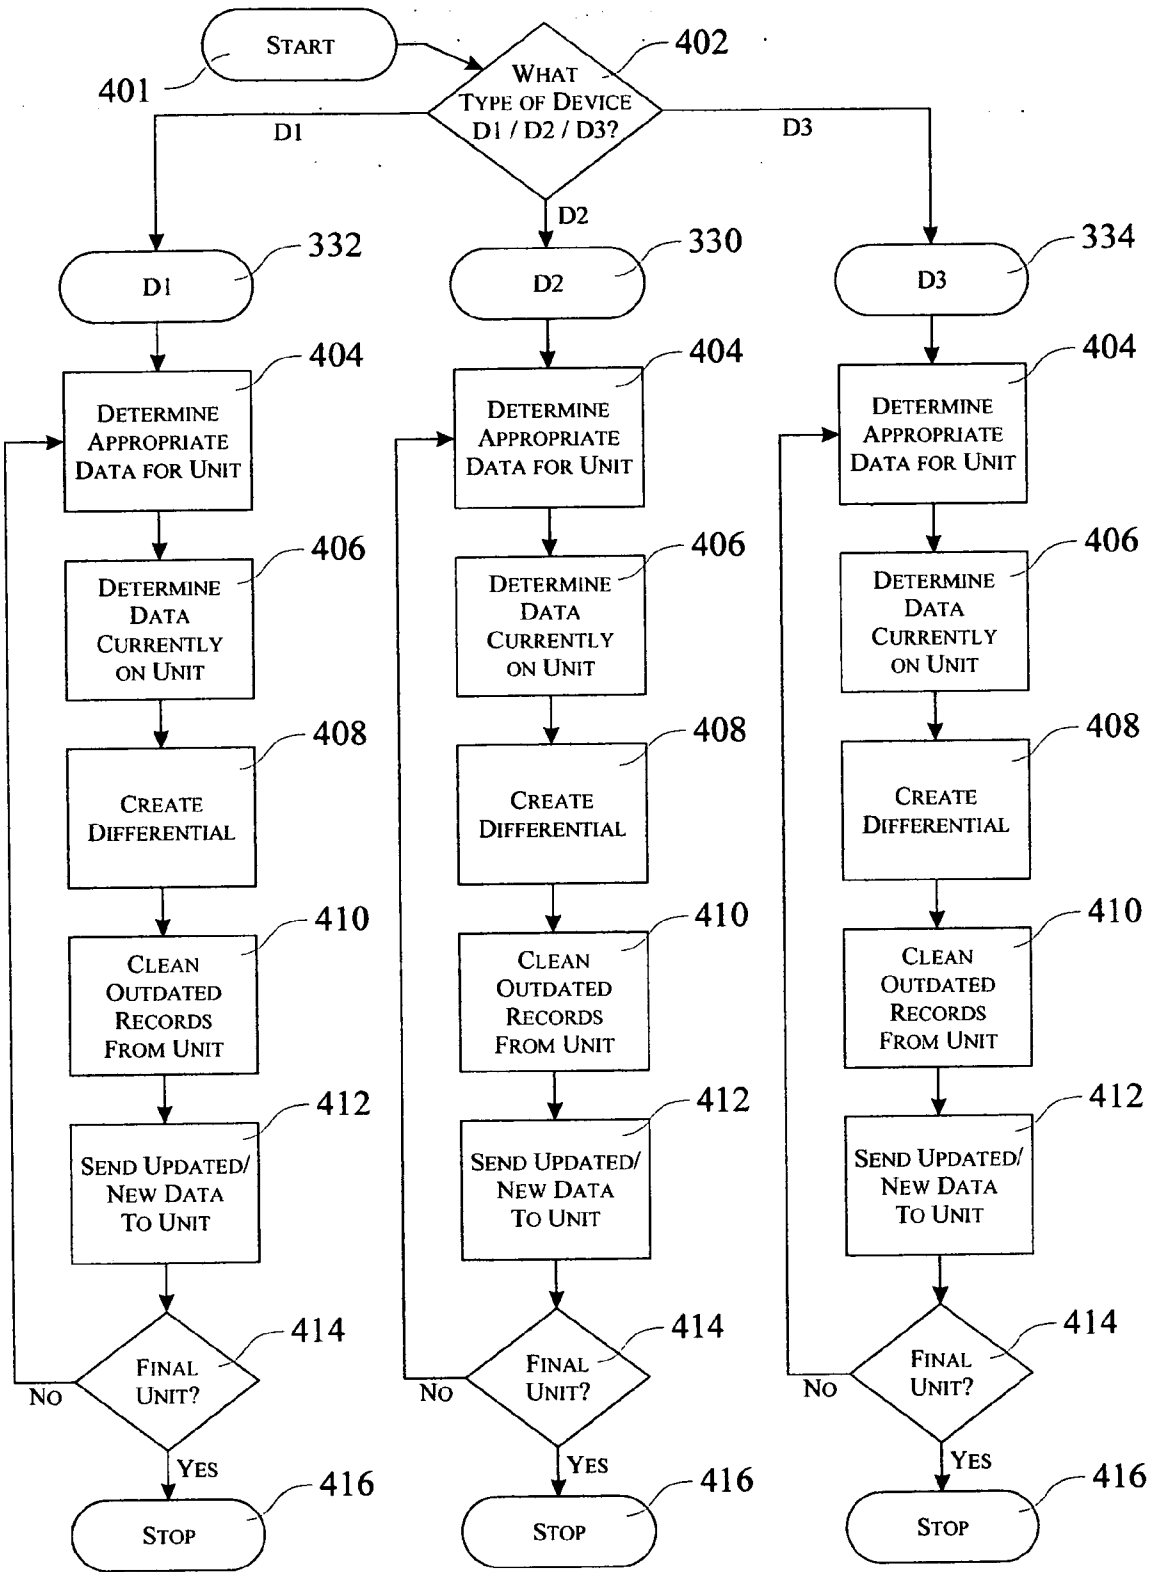 START
401
402
WHAT
TYPE OF DEVICE
D1 / D2 / D3?
D1
D2
D3
332
D1
404
DETERMINE
APPROPRIATE
DATA FOR UNIT
406
DETERMINE
DATA
CURRENTLY
ON UNIT
408
CREATE
DIFFERENTIAL
410
CLEAN
OUTDATED
RECORDS
FROM UNIT
412
SEND UPDATED/
NEW DATA
TO UNIT
414
FINAL
UNIT?
NO
YES
416
STOP
330
D2
404
DETERMINE
APPROPRIATE
DATA FOR UNIT
406
DETERMINE
DATA
CURRENTLY
ON UNIT
408
CREATE
DIFFERENTIAL
410
CLEAN
OUTDATED
RECORDS
FROM UNIT
412
SEND UPDATED/
NEW DATA
TO UNIT
414
FINAL
UNIT?
NO
YES
416
STOP
334
D3
404
DETERMINE
APPROPRIATE
DATA FOR UNIT
406
DETERMINE
DATA
CURRENTLY
ON UNIT
408
CREATE
DIFFERENTIAL
410
CLEAN
OUTDATED
RECORDS
FROM UNIT
412
SEND UPDATED/
NEW DATA
TO UNIT
414
FINAL
UNIT?
NO
YES
416
STOP